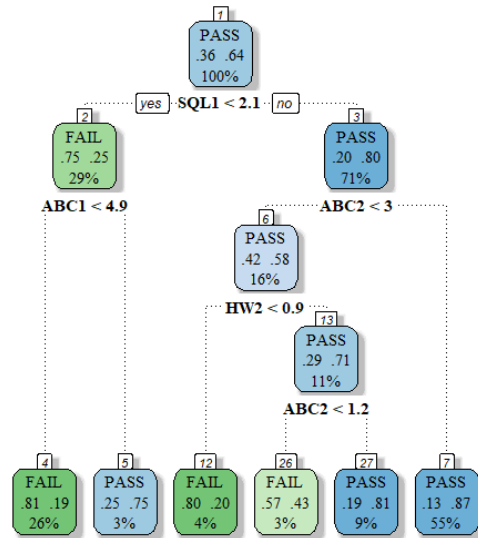 1
PASS
.36 .64
100%
yes SQL1 < 2.1 no
2
FAIL
.75 .25
29%
ABC1 < 4.9
3
PASS
.20 .80
71%
ABC2 < 3
6
PASS
.42 .58
16%
HW2 < 0.9
13
PASS
.29 .71
11%
ABC2 < 1.2
4
FAIL
.81 .19
26%
5
PASS
.25 .75
3%
12
FAIL
.80 .20
4%
26
FAIL
.57 .43
3%
27
PASS
.19 .81
9%
7
PASS
.13 .87
55%